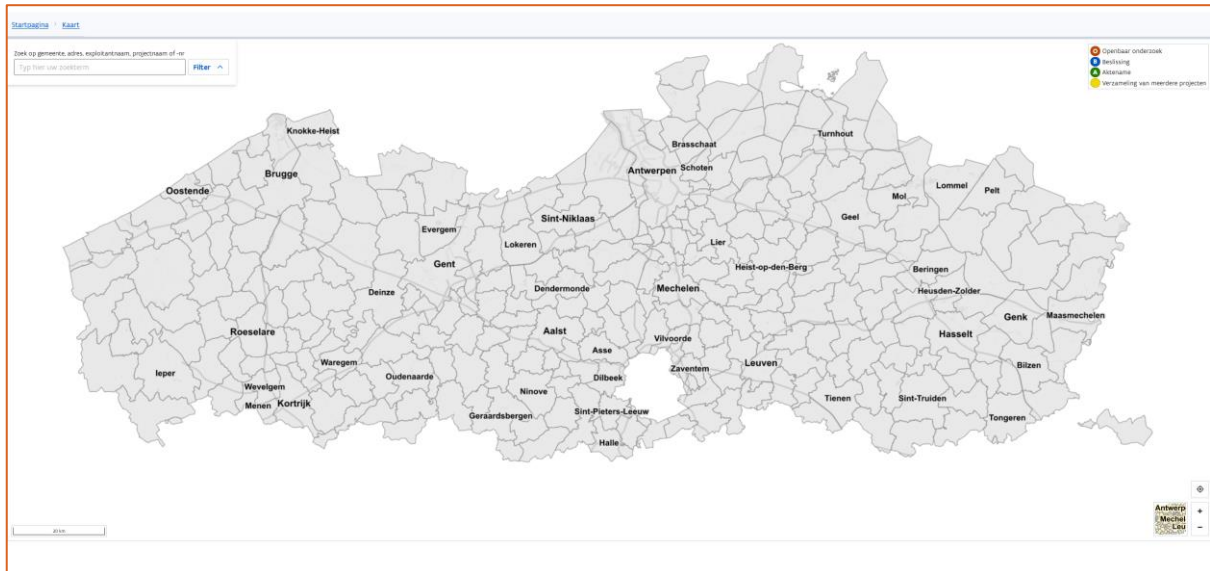 Startpagina / Kaart
Zoek op gemeente, adres, exploitantnaam, projectnaam of -nr
Typ hier uw zoekterm
Filter
O Openbaar onderzoek
B Beslissing
A Aktename
Verzameling van meerdere projecten
Knokke-Heist
Turnhout
Brasschaat
Antwerpen
Schoten
Brugge
Oostende
Lommel
Pelt
Mol
Sint-Niklaas
Geel
Evergem
Lokeren
Lier
Gent
Heist-op-den-Berg
Beringen
Deinze
Dendermonde
Mechelen
Heusden-Zolder
Genk
Maasmechelen
Roeselare
Aalst
Hasselt
Vilvoorde
Asse
Waregem
Leuven
Bilzen
Ieper
Oudenaarde
Dilbeek
Zaventem
Wevelgem
Ninove
Tienen
Sint-Truiden
Menen
Kortrijk
Geraardsbergen
Sint-Pieters-Leeuw
Tongeren
Halle
Antwerp
Mechel
Leu
+
−